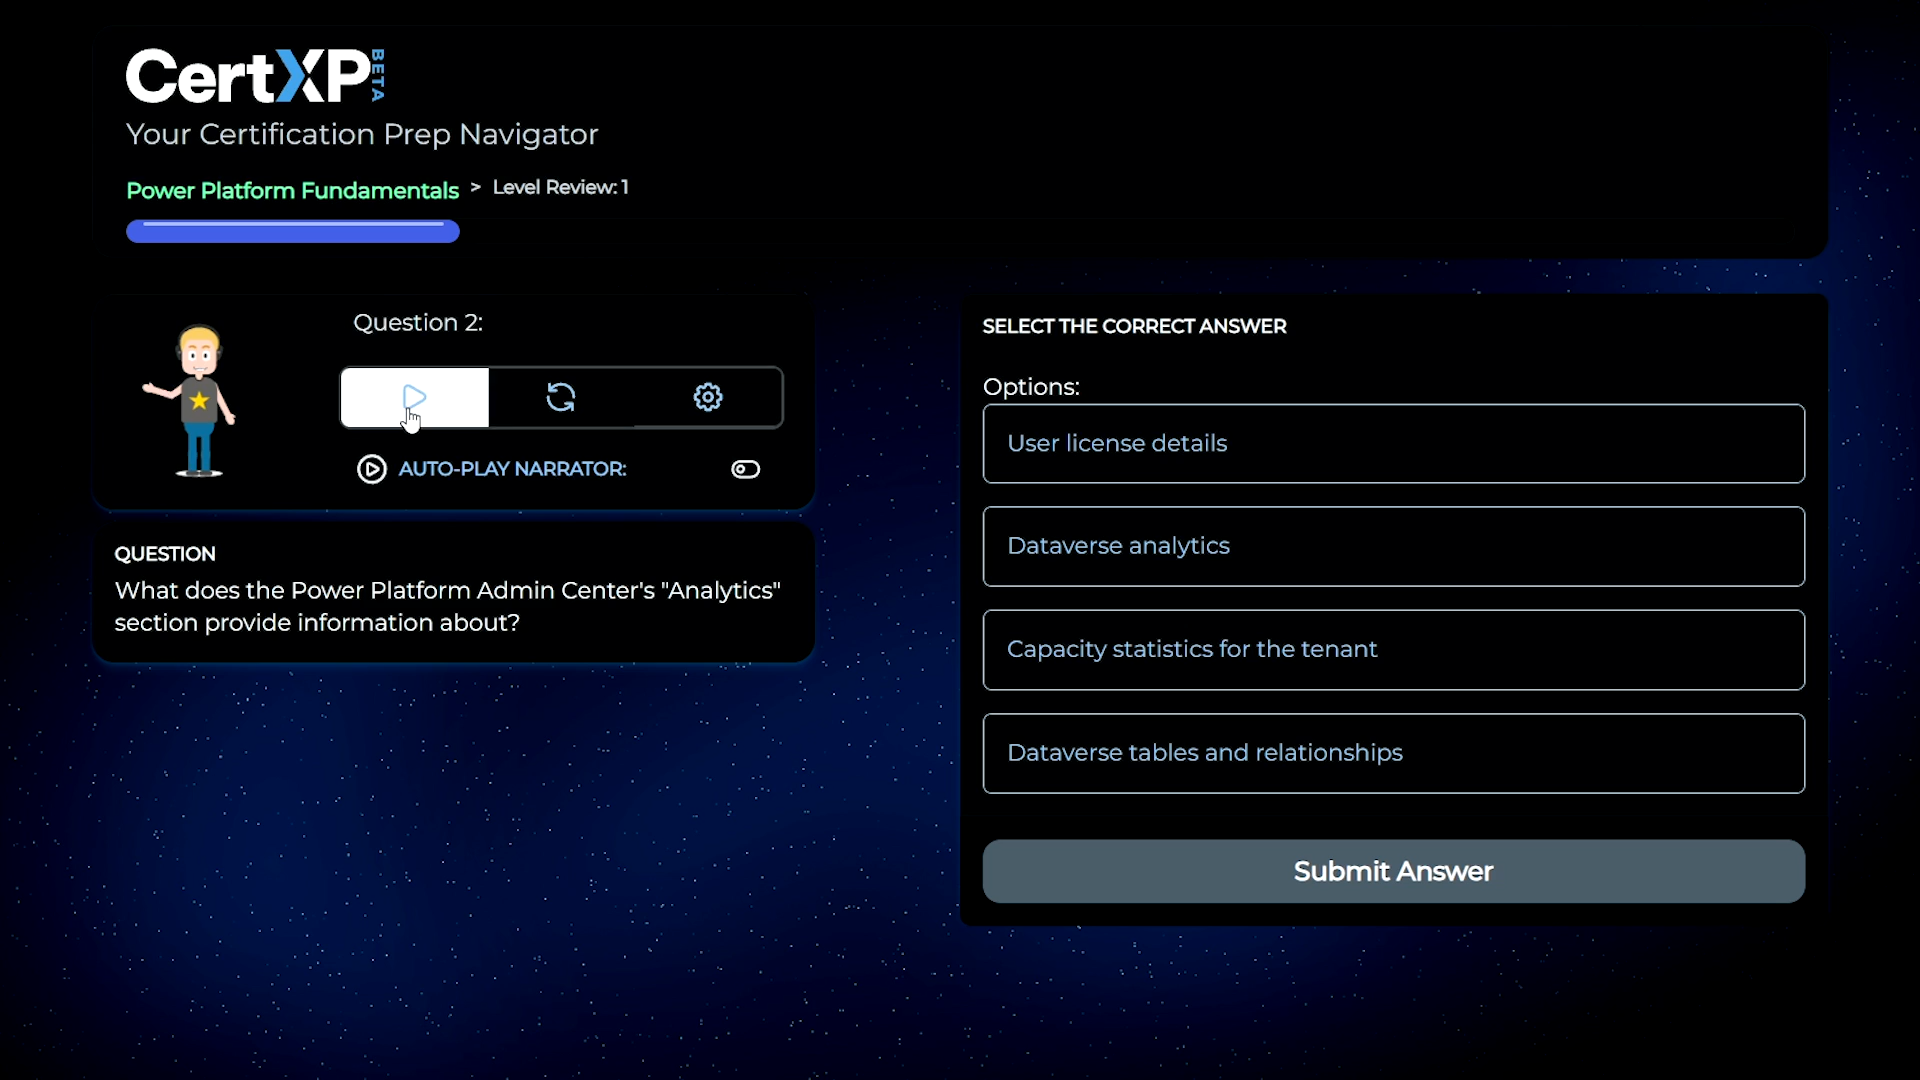 CertXP BETA
Your Certification Prep Navigator
Power Platform Fundamentals > Level Review: 1
Question 2:
AUTO-PLAY NARRATOR:
QUESTION
What does the Power Platform Admin Center's "Analytics"
section provide information about?
SELECT THE CORRECT ANSWER
Options:
User license details
Dataverse analytics
Capacity statistics for the tenant
Dataverse tables and relationships
Submit Answer